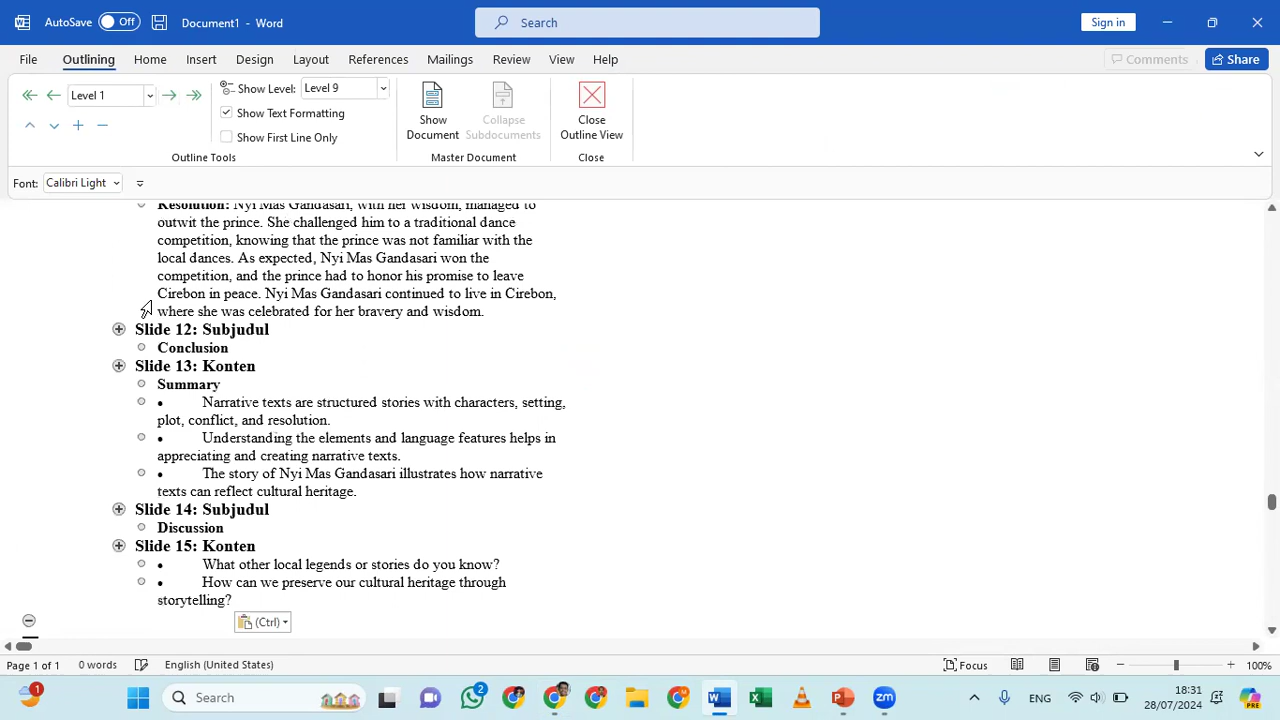 AutoSave Off Document1 - Word Search Sign in
File Outlining Home Insert Design Layout References Mailings Review View Help Comments Share
Level 1 Show Level: Level 9
Show Text Formatting
Show First Line Only
Show Document
Collapse Subdocuments
Close Outline View
Outline Tools Master Document Close
Font: Calibri Light
Resolution: Nyi Mas Gandasari, with her wisdom, managed to
outwit the prince. She challenged him to a traditional dance
competition, knowing that the prince was not familiar with the
local dances. As expected, Nyi Mas Gandasari won the
competition, and the prince had to honor his promise to leave
Cirebon in peace. Nyi Mas Gandasari continued to live in Cirebon,
where she was celebrated for her bravery and wisdom.
Slide 12: Subjudul
Conclusion
Slide 13: Konten
Summary
• Narrative texts are structured stories with characters, setting,
plot, conflict, and resolution.
• Understanding the elements and language features helps in
appreciating and creating narrative texts.
• The story of Nyi Mas Gandasari illustrates how narrative
texts can reflect cultural heritage.
Slide 14: Subjudul
Discussion
Slide 15: Konten
• What other local legends or stories do you know?
• How can we preserve our cultural heritage through
storytelling?
(Ctrl)
Page 1 of 1 0 words English (United States) Focus 100%
1 Search 2 zm ENG 18:31
28/07/2024 PRE